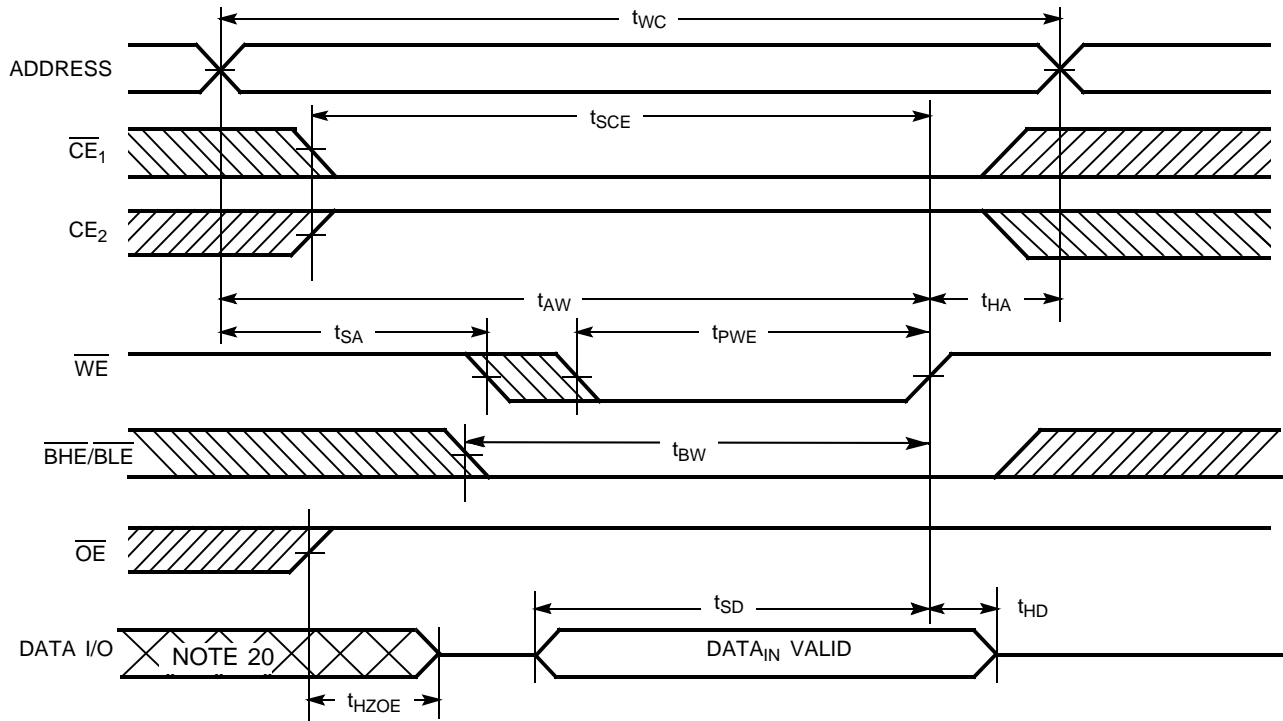 tWC
ADDRESS
tSCE
CE1
CE2
tAW
tHA
tSA
tPWE
WE
BHE/BLE
tBW
OE
tSD
tHD
DATA I/O
NOTE 20
DATAIN VALID
tHZOE